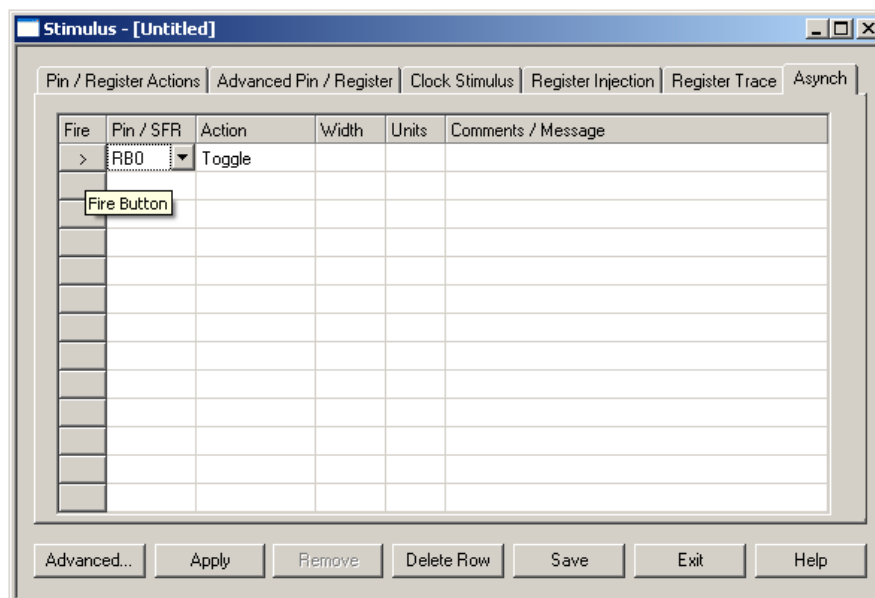 Stimulus - [Untitled]
Pin / Register Actions Advanced Pin / Register Clock Stimulus Register Injection Register Trace Asynch
Fire Pin / SFR Action Width Units Comments / Message
> RB0 Toggle
Fire Button
Advanced... Apply Remove Delete Row Save Exit Help